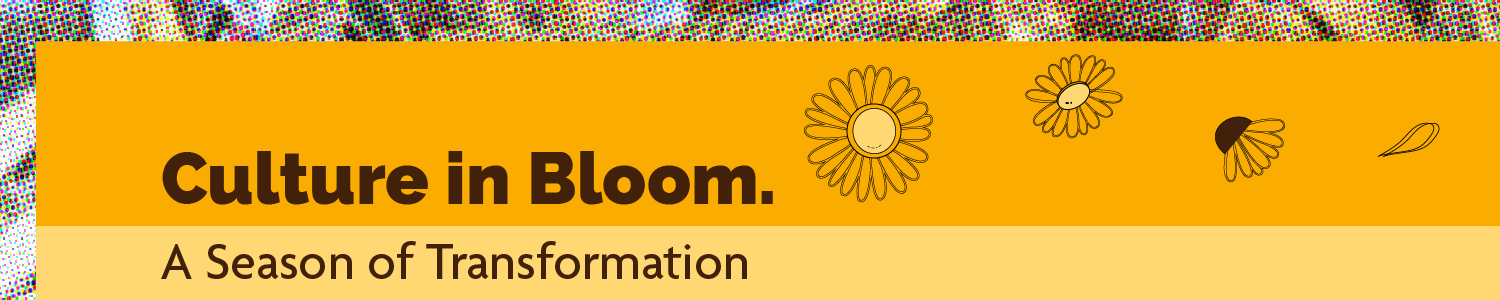 Culture in Bloom.
A Season of Transformation